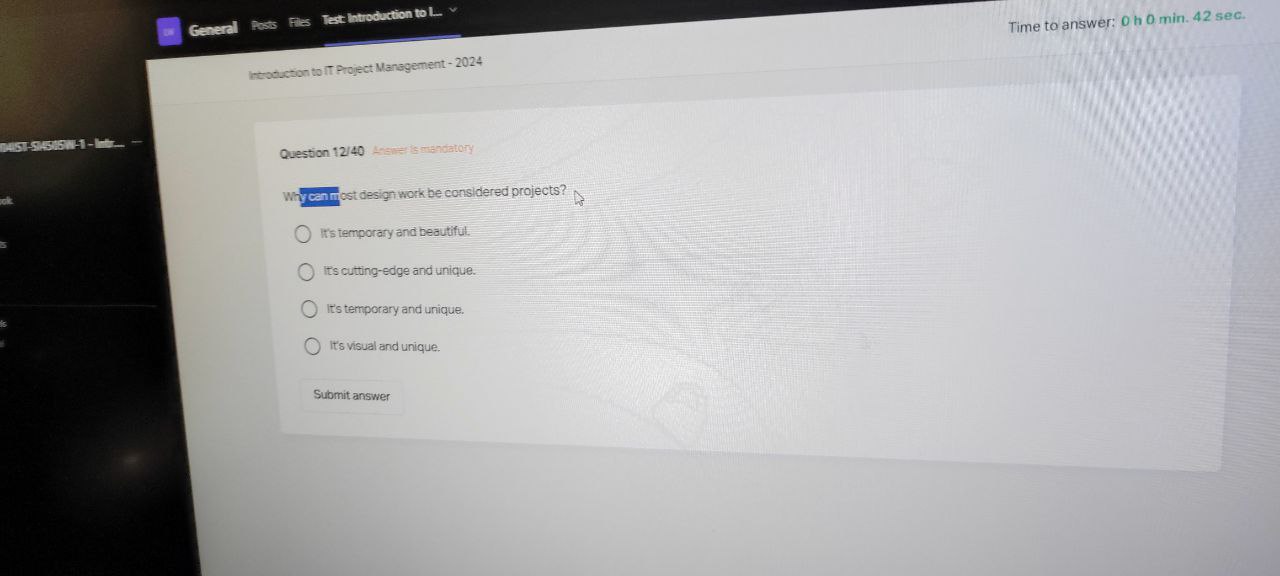 General Posts Files Test: Introduction to I...
Time to answer: 0 h 0 min. 42 sec.
Introduction to IT Project Management - 2024
Question 12/40 Answer is mandatory
Why can most design work be considered projects?
It's temporary and beautiful.
It's cutting-edge and unique.
It's temporary and unique.
It's visual and unique.
Submit answer